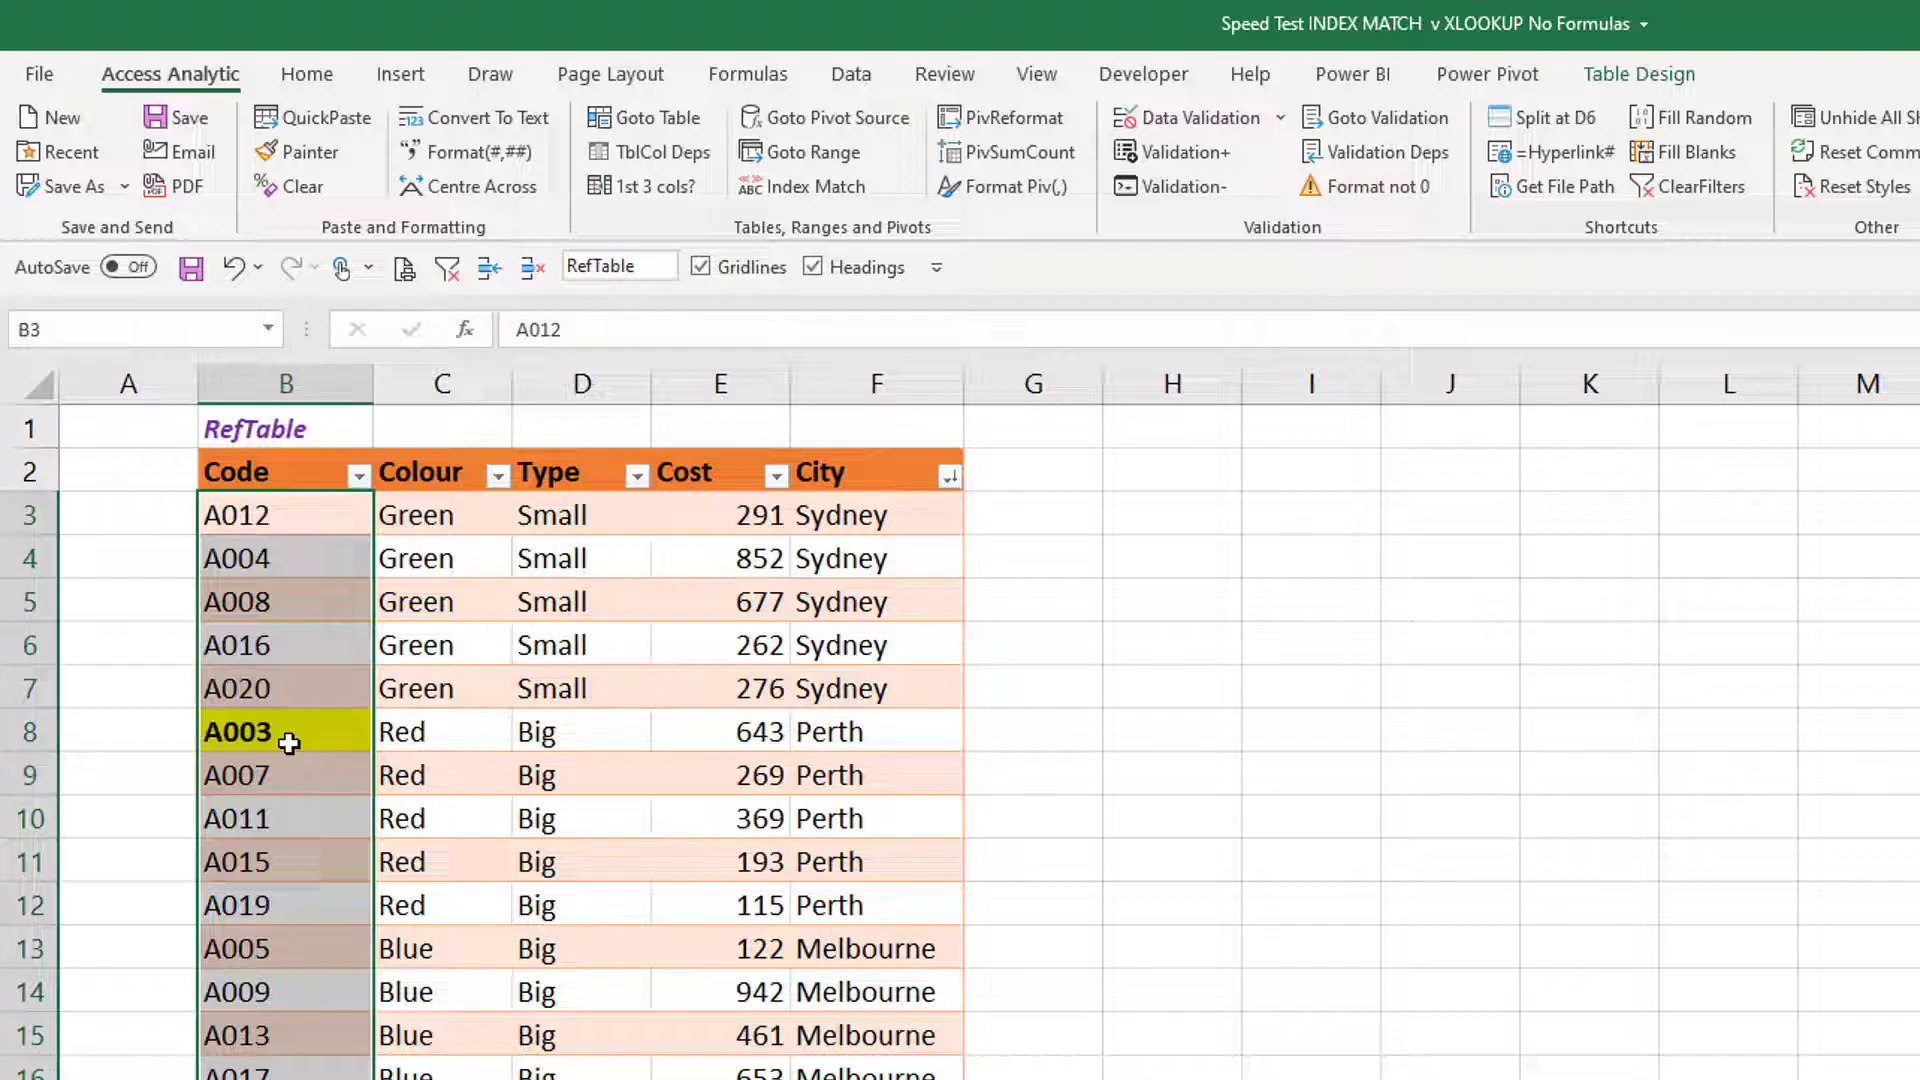 Speed Test INDEX MATCH v XLOOKUP No Formulas
File Access Analytic Home Insert Draw Page Layout Formulas Data Review View Developer Help Power BI Power Pivot Table Design
New Save QuickPaste Convert To Text Goto Table Goto Pivot Source PivReformat Data Validation Goto Validation Split at D6 Fill Random Unhide All Sh
Recent Email Painter Format(#,##) TblCol Deps Goto Range PivSumCount Validation+ Validation Deps =Hyperlink# Fill Blanks Reset Comm
Save As PDF Clear Centre Across 1st 3 cols? Index Match Format Piv(,) Validation- Format not 0 Get File Path ClearFilters Reset Styles
Save and Send Paste and Formatting Tables, Ranges and Pivots Validation Shortcuts Other
AutoSave Off RefTable Gridlines Headings
B3 fx A012
A B C D E F G H I J K L M
1 RefTable
2 Code Colour Type Cost City
3 A012 Green Small 291 Sydney
4 A004 Green Small 852 Sydney
5 A008 Green Small 677 Sydney
6 A016 Green Small 262 Sydney
7 A020 Green Small 276 Sydney
8 A003 Red Big 643 Perth
9 A007 Red Big 269 Perth
10 A011 Red Big 369 Perth
11 A015 Red Big 193 Perth
12 A019 Red Big 115 Perth
13 A005 Blue Big 122 Melbourne
14 A009 Blue Big 942 Melbourne
15 A013 Blue Big 461 Melbourne
16 A017 Blue Big 653 Melbourne